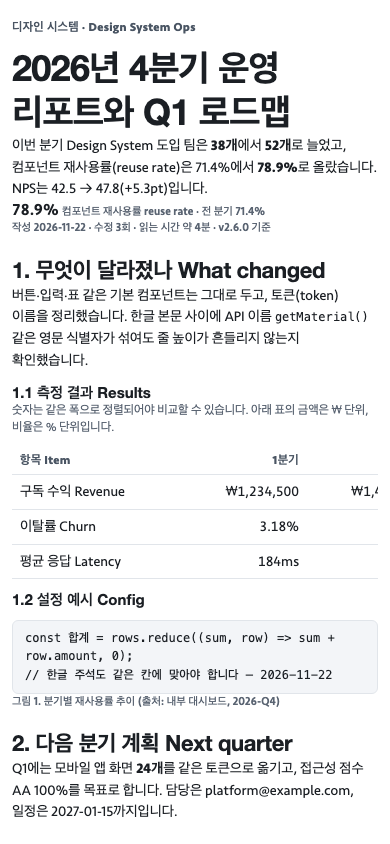 디자인 시스템 · Design System Ops
2026년 4분기 운영
리포트와 Q1 로드맵
이번 분기 Design System 도입 팀은 38개에서 52개로 늘었고,
컴포넌트 재사용률(reuse rate)은 71.4%에서 78.9%로 올랐습니다.
NPS는 42.5 → 47.8(+5.3pt)입니다.
78.9% 컴포넌트 재사용률 reuse rate · 전 분기 71.4%
작성 2026-11-22 · 수정 3회 · 읽는 시간 약 4분 · v2.6.0 기준
1. 무엇이 달라졌나 What changed
버튼·입력·표 같은 기본 컴포넌트는 그대로 두고, 토큰(token)
이름을 정리했습니다. 한글 본문 사이에 API 이름 getMaterial()
같은 영문 식별자가 섞여도 줄 높이가 흔들리지 않는지
확인했습니다.
1.1 측정 결과 Results
숫자는 같은 폭으로 정렬되어야 비교할 수 있습니다. 아래 표의 금액은 ₩ 단위,
비율은 % 단위입니다.
항목 Item 1분기
구독 수익 Revenue ₩1,234,500 ₩1,4
이탈률 Churn 3.18%
평균 응답 Latency 184ms
1.2 설정 예시 Config
const 합계 = rows.reduce((sum, row) => sum +
row.amount, 0);
// 한글 주석도 같은 칸에 맞아야 합니다 — 2026-11-22
그림 1. 분기별 재사용률 추이 (출처: 내부 대시보드, 2026-Q4)
2. 다음 분기 계획 Next quarter
Q1에는 모바일 앱 화면 24개를 같은 토큰으로 옮기고, 접근성 점수
AA 100%를 목표로 합니다. 담당은 platform@example.com,
일정은 2027-01-15까지입니다.